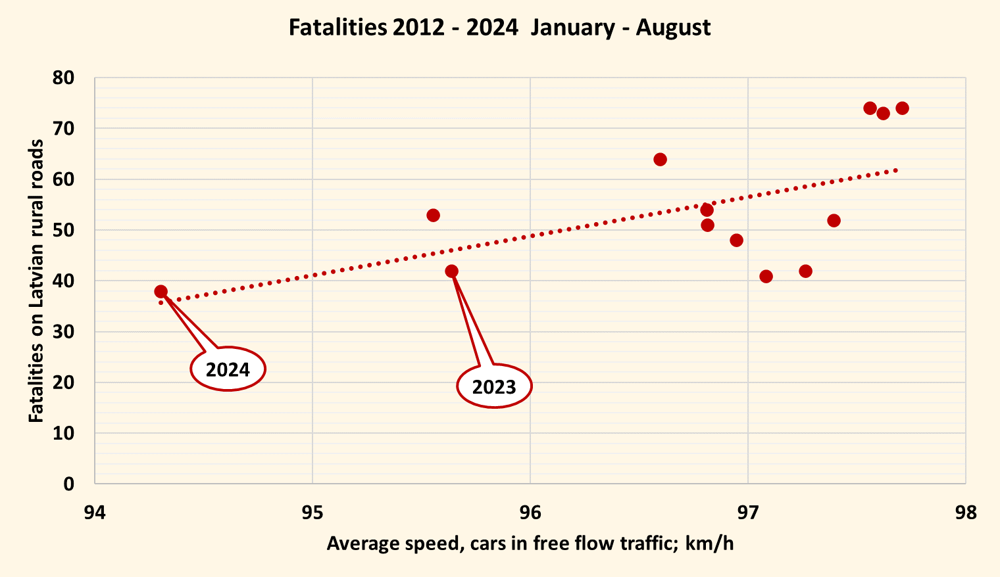 Fatalities 2012 - 2024 January - August
80
70
60
50
40
30
20
10
0
Fatalities on Latvian rural roads
2024
2023
94 95 96 97 98
Average speed, cars in free flow traffic; km/h